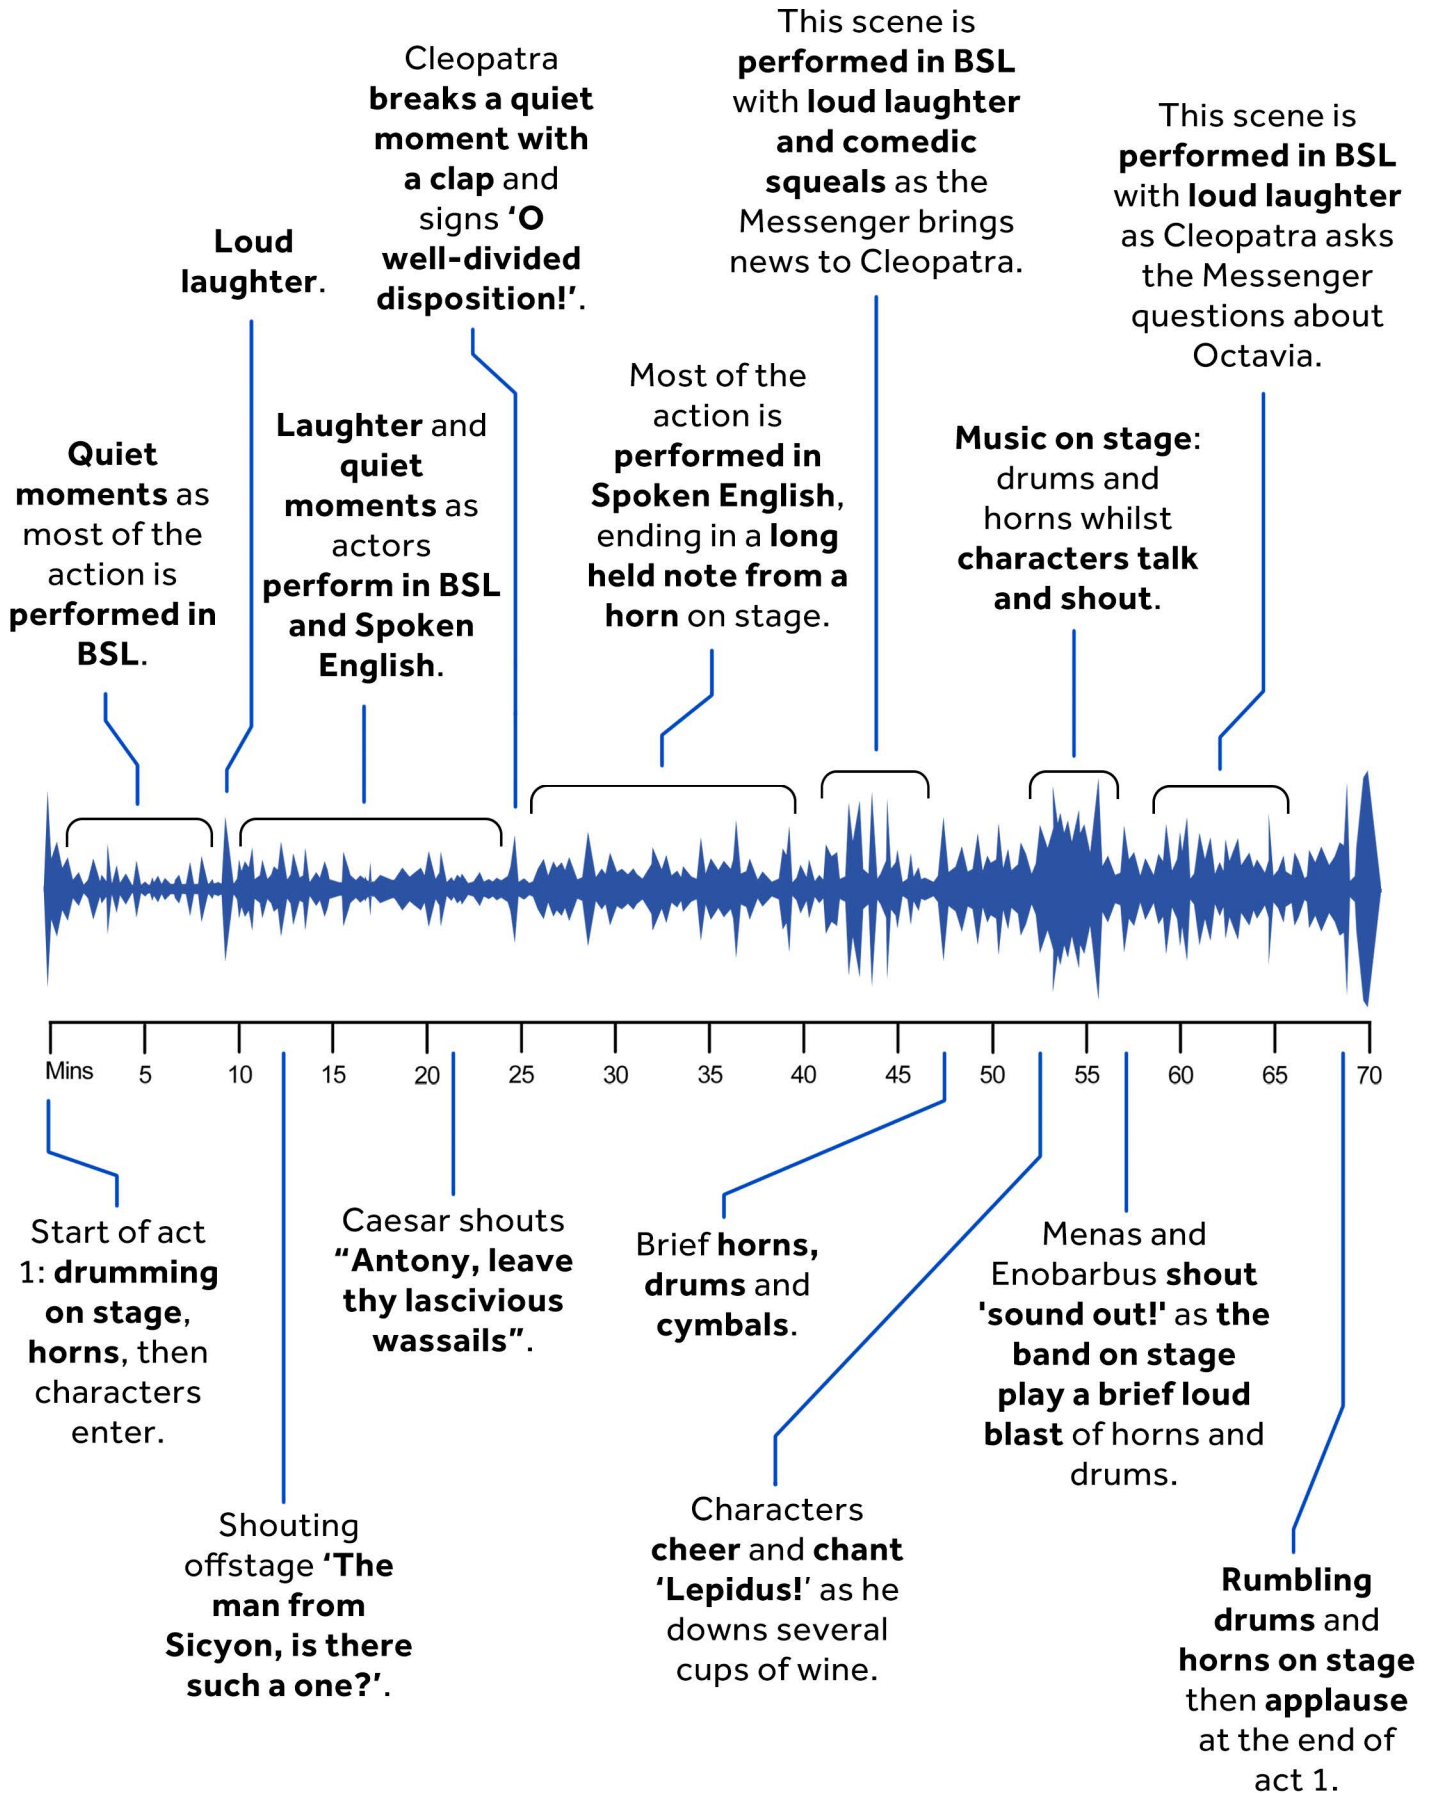 This scene is
performed in BSL
with loud laughter
and comedic
squeals as the
Messenger brings
news to Cleopatra.
Cleopatra
breaks a quiet
moment with
a clap and
signs ‘O
well-divided
disposition!’.
This scene is
performed in BSL
with loud laughter
as Cleopatra asks
the Messenger
questions about
Octavia.
Loud
laughter.
Most of the
action is
performed in
Spoken English,
ending in a long
held note from a
horn on stage.
Laughter and
quiet
moments as
actors
perform in BSL
and Spoken
English.
Music on stage:
drums and
horns whilst
characters talk
and shout.
Quiet
moments as
most of the
action is
performed in
BSL.
Mins 5 10 15 20 25 30 35 40 45 50 55 60 65 70
Start of act
1: drumming
on stage,
horns, then
characters
enter.
Caesar shouts
“Antony, leave
thy lascivious
wassails”.
Brief horns,
drums and
cymbals.
Menas and
Enobarbus shout
'sound out!' as the
band on stage
play a brief loud
blast of horns and
drums.
Shouting
offstage ‘The
man from
Sicyon, is there
such a one?’.
Characters
cheer and chant
‘Lepidus!’ as he
downs several
cups of wine.
Rumbling
drums and
horns on stage
then applause
at the end of
act 1.